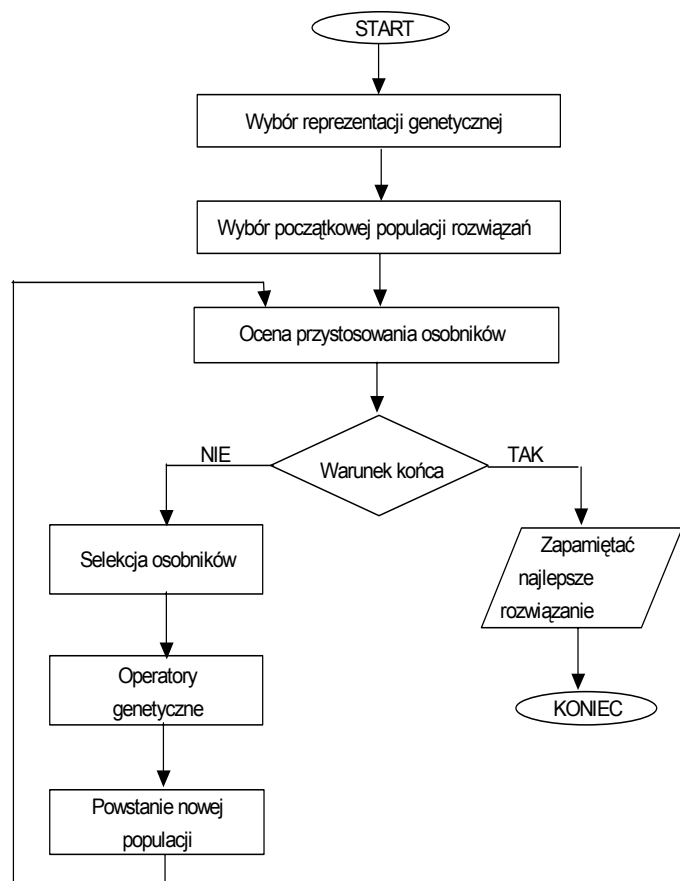 START
Wybór reprezentacji genetycznej
Wybór początkowej populacji rozwiązań
Ocena przystosowania osobników
NIE
TAK
Warunek końca
Selekcja osobników
Zapamiętać
najlepsze
rozwiązanie
Operatory
genetyczne
KONIEC
Powstanie nowej
populacji